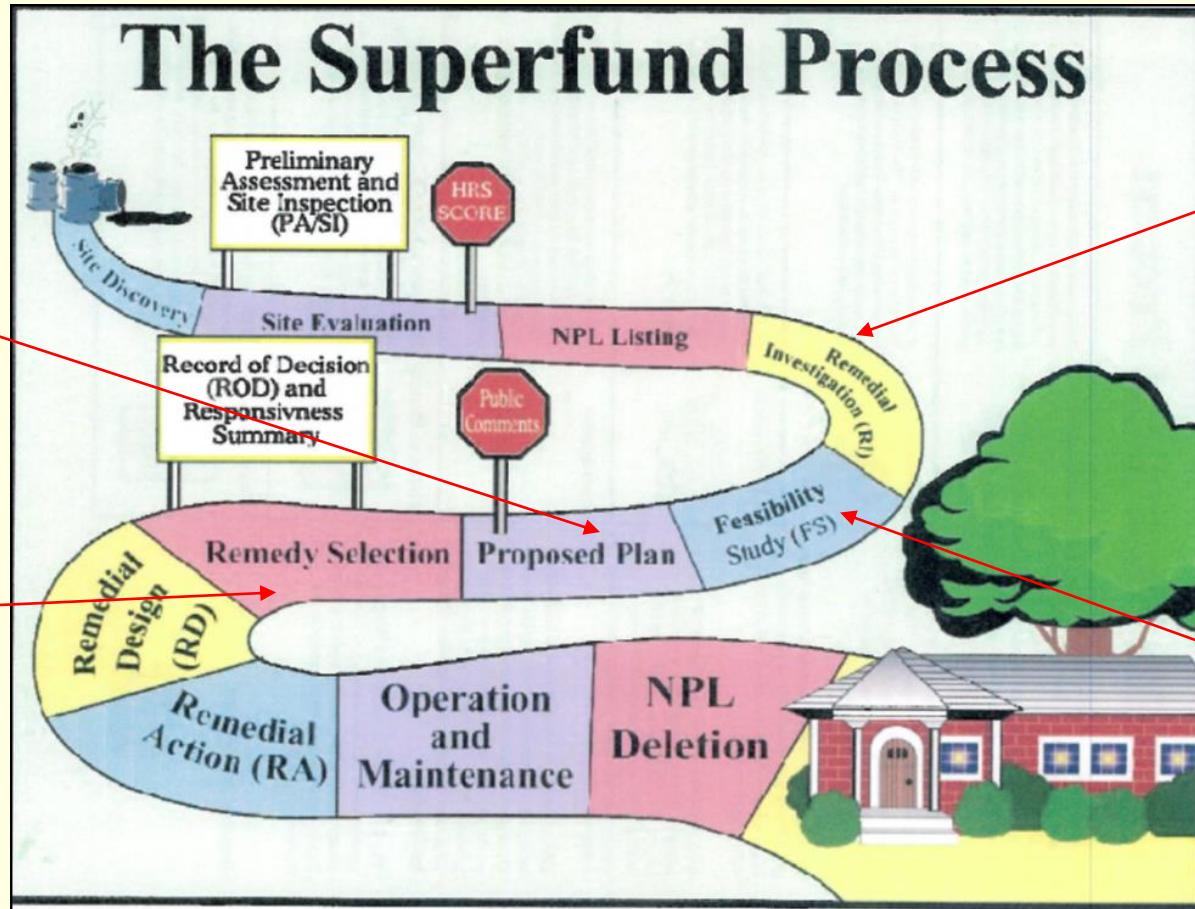 The Superfund Process
Preliminary
Assessment and
Site Inspection
(PA/SI)
HRS
SCORE
Site Discovery
Site Evaluation
NPL Listing
Remedial
Investigation (RI)
Record of Decision
(ROD) and
Responsivness
Summary
Public
Comments
Feasibility
Study (FS)
Proposed Plan
Remedy Selection
Remedial
Design
(RD)
Remedial
Action (RA)
Operation
and
Maintenance
NPL
Deletion